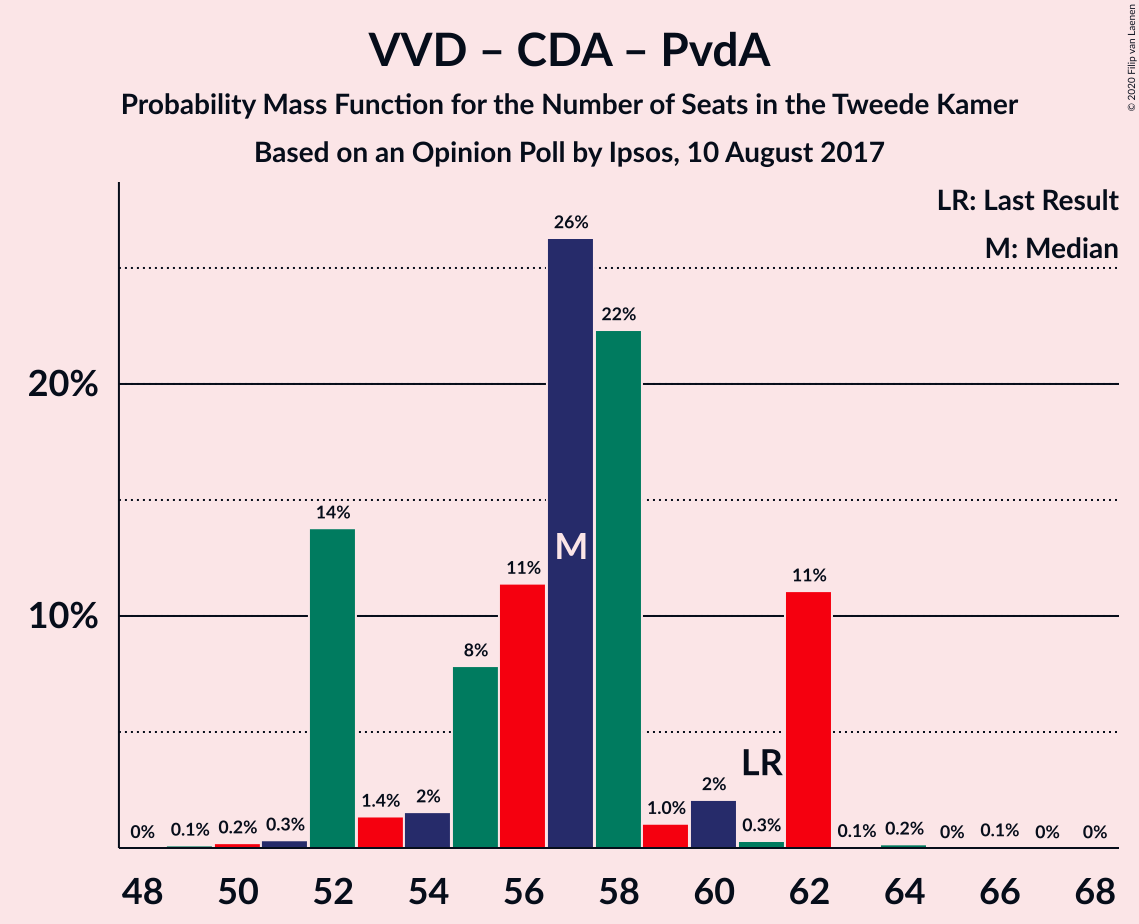 VVD – CDA – PvdA
Probability Mass Function for the Number of Seats in the Tweede Kamer
Based on an Opinion Poll by Ipsos, 10 August 2017
© 2020 Filip van Laenen
LR: Last Result
M: Median
20%
10%
0%
0.1%
0.2%
0.3%
14%
1.4%
2%
8%
11%
26%
22%
1.0%
2%
0.3%
11%
0.1%
0.2%
0%
0.1%
0%
0%
M
LR
48 50 52 54 56 58 60 62 64 66 68